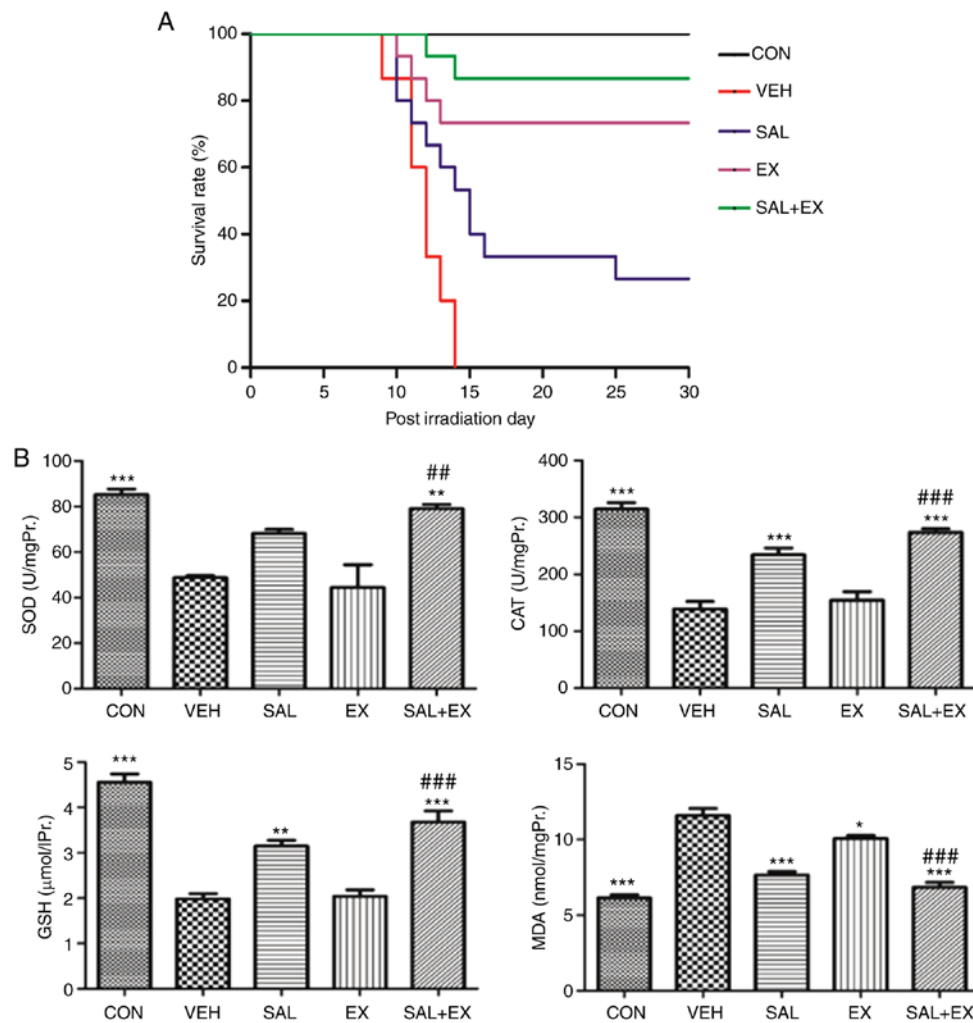 A
100
80
60
40
20
0
Survival rate (%)
0 5 10 15 20 25 30
Post irradiation day
CON
VEH
SAL
EX
SAL+EX
B
SOD (U/mgPr.)
100
80
60
40
20
0
***
##
**
CON VEH SAL EX SAL+EX
CAT (U/mgPr.)
400
300
200
100
0
***
***
###
***
CON VEH SAL EX SAL+EX
GSH (μmol/lPr.)
5
4
3
2
1
0
***
**
###
***
CON VEH SAL EX SAL+EX
MDA (nmol/mgPr.)
15
10
5
0
***
***
*
###
***
CON VEH SAL EX SAL+EX